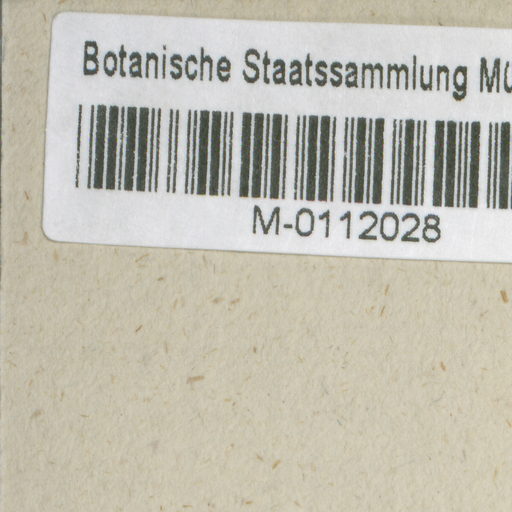 Botanische Staatssammlung Mü
M-0112028